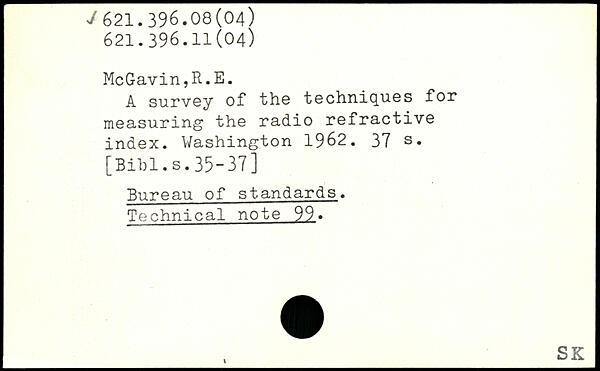 ✓ 621.396.08(04)
621.396.11(04)
McGavin,R.E.
A survey of the techniques for
measuring the radio refractive
index. Washington 1962. 37 s.
[Bibl.s.35-37]
Bureau of standards.
Technical note 99.
SK